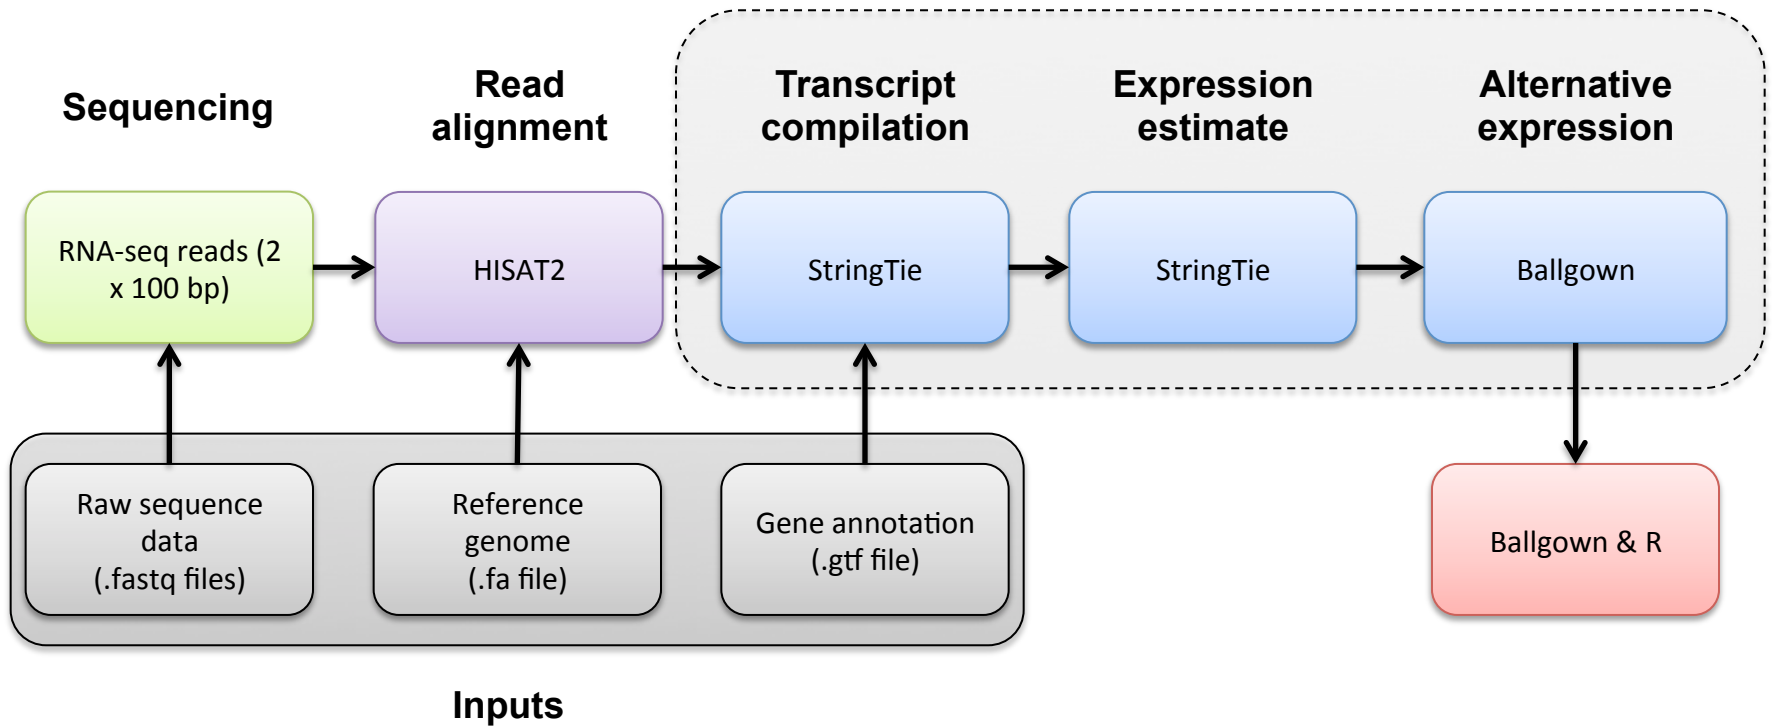 Sequencing
Read
alignment
Transcript
compilation
Expression
estimate
Alternative
expression
RNA-seq reads (2
x 100 bp)
HISAT2
StringTie
StringTie
Ballgown
Raw sequence
data
(.fastq files)
Reference
genome
(.fa file)
Gene annotation
(.gtf file)
Ballgown & R
Inputs